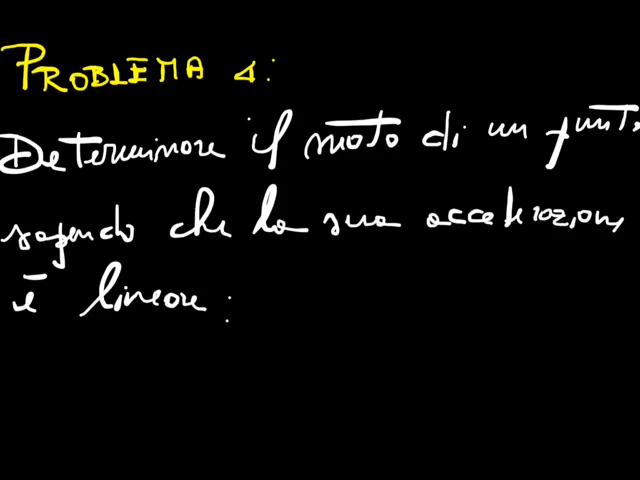 PROBLEMA 4:
Determinare il moto di un punto
sapendo che la sua accelerazione
è lineare: